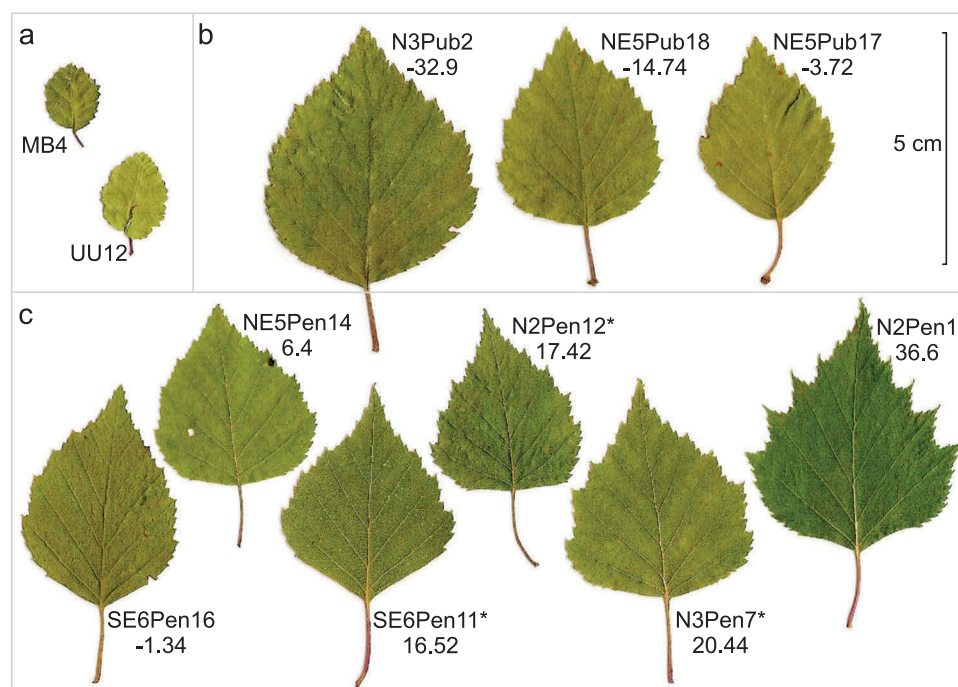 a
MB4
UU12
b
N3Pub2
-32.9
NE5Pub18
-14.74
NE5Pub17
-3.72
5 cm
c
NE5Pen14
6.4
N2Pen12*
17.42
N2Pen1
36.6
SE6Pen16
-1.34
SE6Pen11*
16.52
N3Pen7*
20.44